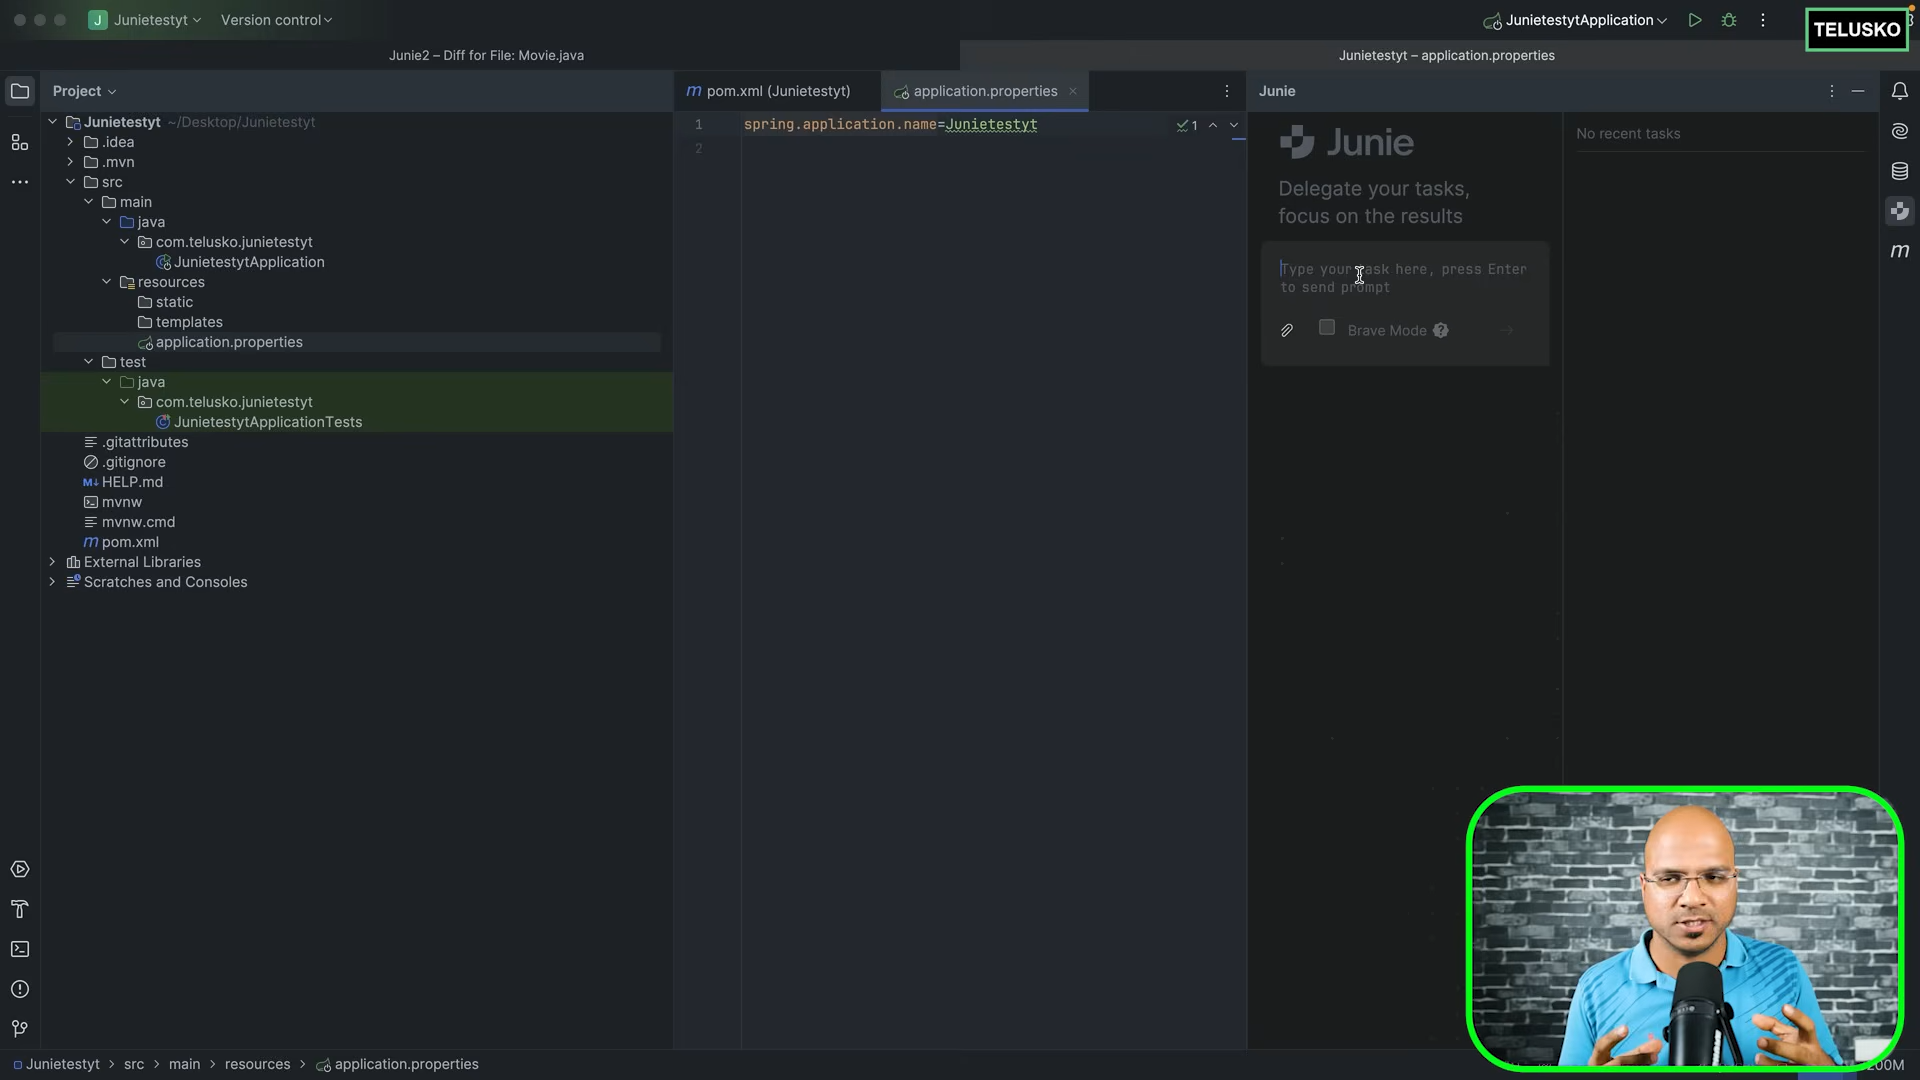 J Junietestyt Version control
JunietestytApplication
TELUSKO
Junie2 – Diff for File: Movie.java
Junietestyt – application.properties
Project
m pom.xml (Junietestyt)
application.properties
Junie
Junietestyt ~/Desktop/Junietestyt
.idea
.mvn
src
main
java
com.telusko.junietestyt
JunietestytApplication
resources
static
templates
application.properties
test
java
com.telusko.junietestyt
JunietestytApplicationTests
.gitattributes
.gitignore
M↓ HELP.md
mvnw
mvnw.cmd
m pom.xml
External Libraries
Scratches and Consoles
1 spring.application.name=Junietestyt
1
2
Junie
Delegate your tasks,
focus on the results
Type your task here, press Enter
to send prompt
Brave Mode ?
No recent tasks
m
Junietestyt > src > main > resources > application.properties